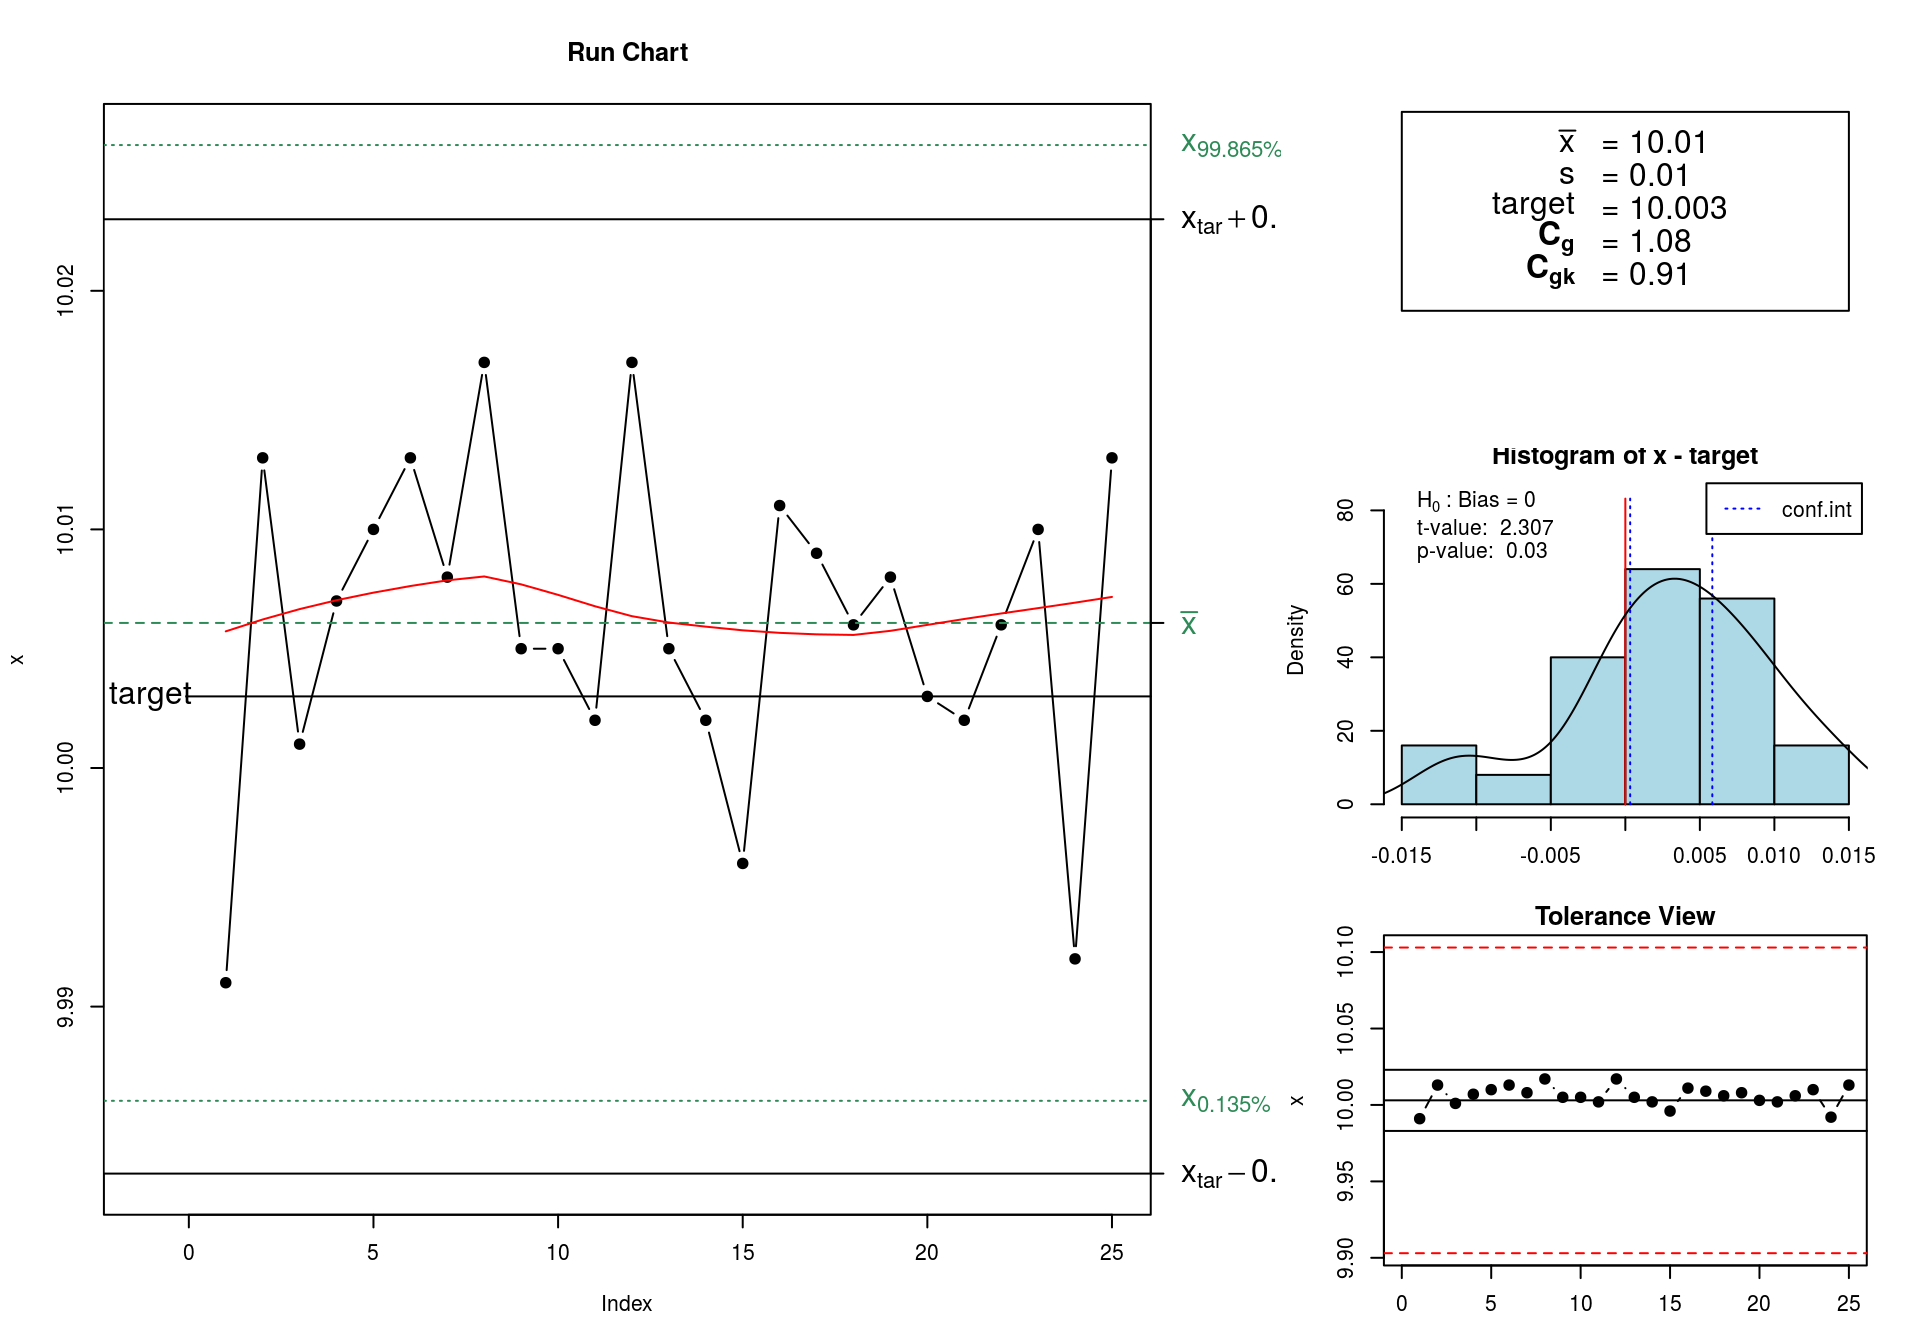 Run Chart
x99.865%
xtar+0.
10.02
10.01
10.00
9.99
x
target
x̅
x0.135%
xtar−0.
0 5 10 15 20 25
Index
x̅ = 10.01
s = 0.01
target = 10.003
Cg = 1.08
Cgk = 0.91
Histogram of x - target
H0 : Bias = 0
t-value: 2.307
p-value: 0.03
conf.int
Density
80
60
40
20
0
-0.015 -0.005 0.005 0.010 0.015
Tolerance View
x
10.10
10.05
10.00
9.95
9.90
0 5 10 15 20 25